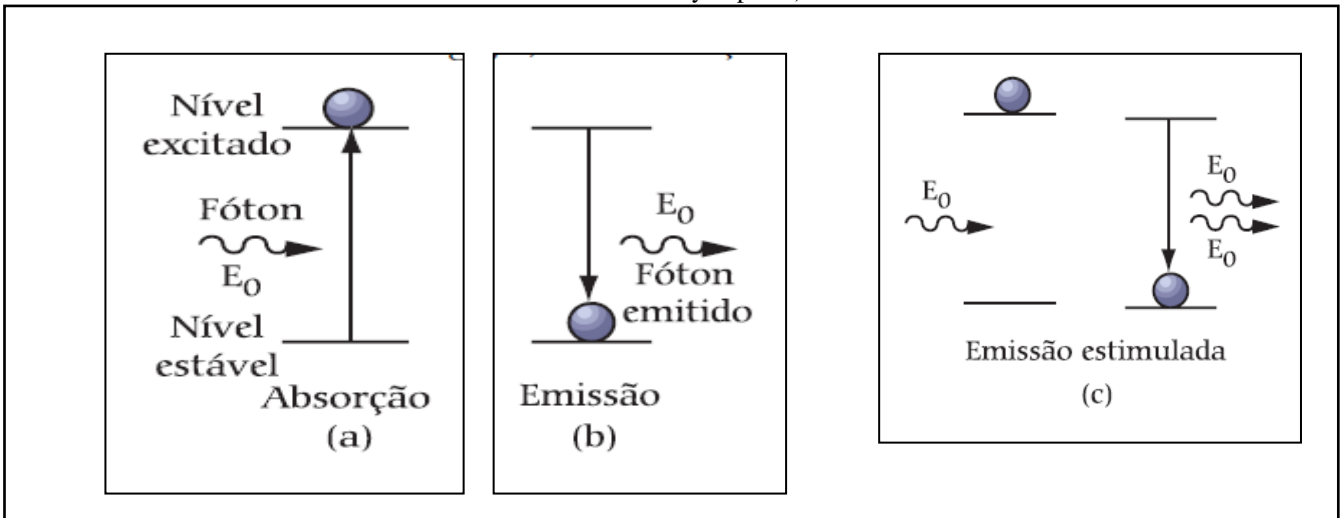 Nível
excitado
Fóton
E0
Nível
estável
Absorção
(a)
E0
Fóton
emitido
Emissão
(b)
E0
E0
E0
Emissão estimulada
(c)